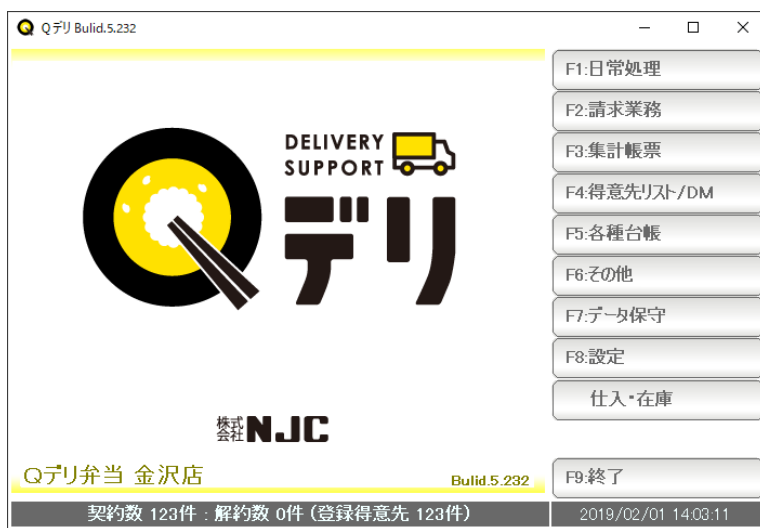 Qデリ Bulid.5.232
DELIVERY
SUPPORT
Qデリ
株式会社NJC
Qデリ弁当 金沢店
Bulid.5.232
契約数 123件 : 解約数 0件 (登録得意先 123件)
F1:日常処理
F2:請求業務
F3:集計帳票
F4:得意先リスト/DM
F5:各種台帳
F6:その他
F7:データ保守
F8:設定
仕入・在庫
F9:終了
2019/02/01 14:03:11